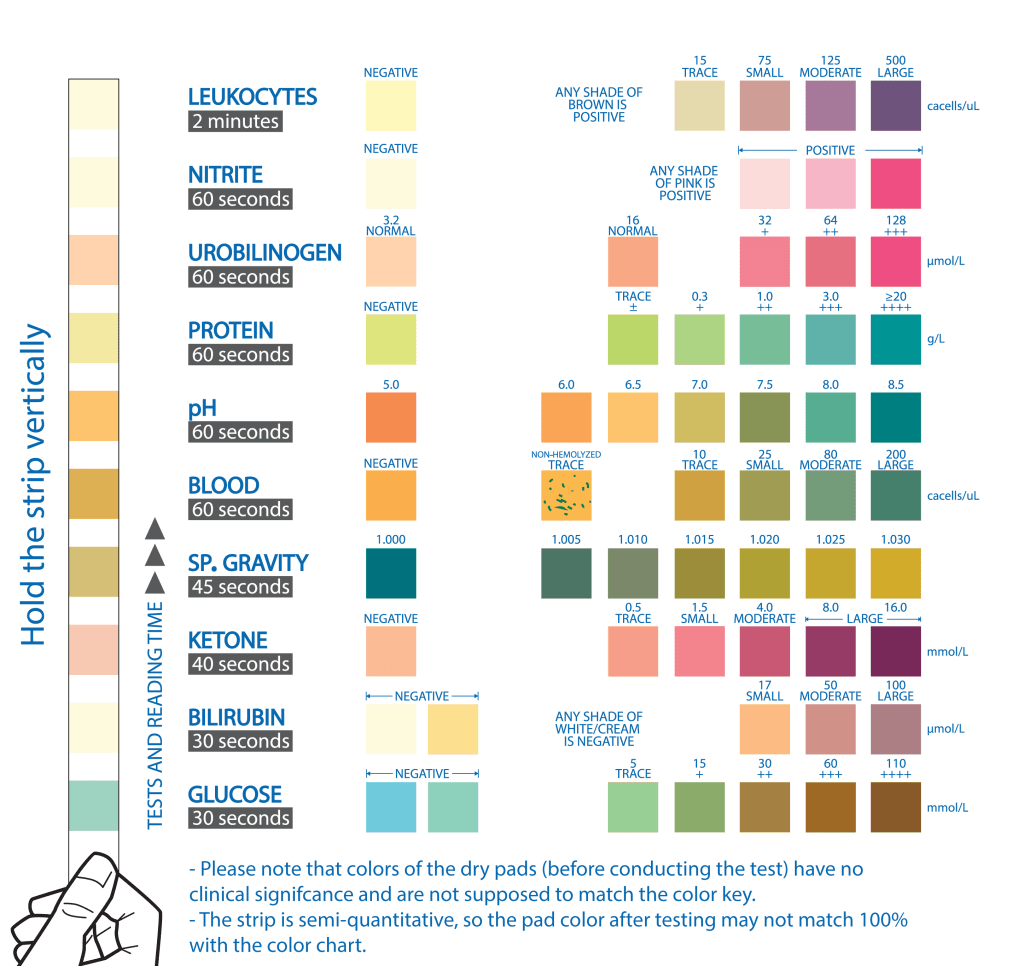 Hold the strip vertically
TESTS AND READING TIME
LEUKOCYTES
2 minutes
NEGATIVE
ANY SHADE OF
BROWN IS
POSITIVE
15 75 125 500
TRACE SMALL MODERATE LARGE
cacells/uL
NITRITE
60 seconds
NEGATIVE
ANY SHADE
OF PINK IS
POSITIVE
POSITIVE
UROBILINOGEN
60 seconds
3.2 16 32 64 128
NORMAL NORMAL + ++ +++
µmol/L
PROTEIN
60 seconds
NEGATIVE
TRACE 0.3 1.0 3.0 ≥20
± + ++ +++ ++++
g/L
pH
60 seconds
5.0 6.0 6.5 7.0 7.5 8.0 8.5
BLOOD
60 seconds
NEGATIVE
NON-HEMOLYZED
TRACE
10 25 80 200
TRACE SMALL MODERATE LARGE
cacells/uL
SP. GRAVITY
45 seconds
1.000 1.005 1.010 1.015 1.020 1.025 1.030
KETONE
40 seconds
NEGATIVE
0.5 1.5 4.0 8.0 16.0
TRACE SMALL MODERATE LARGE
mmol/L
BILIRUBIN
30 seconds
NEGATIVE
ANY SHADE OF
WHITE/CREAM
IS NEGATIVE
17 50 100
SMALL MODERATE LARGE
µmol/L
GLUCOSE
30 seconds
NEGATIVE
5 15 30 60 110
TRACE + ++ +++ ++++
mmol/L
- Please note that colors of the dry pads (before conducting the test) have no
clinical signifcance and are not supposed to match the color key.
- The strip is semi-quantitative, so the pad color after testing may not match 100%
with the color chart.